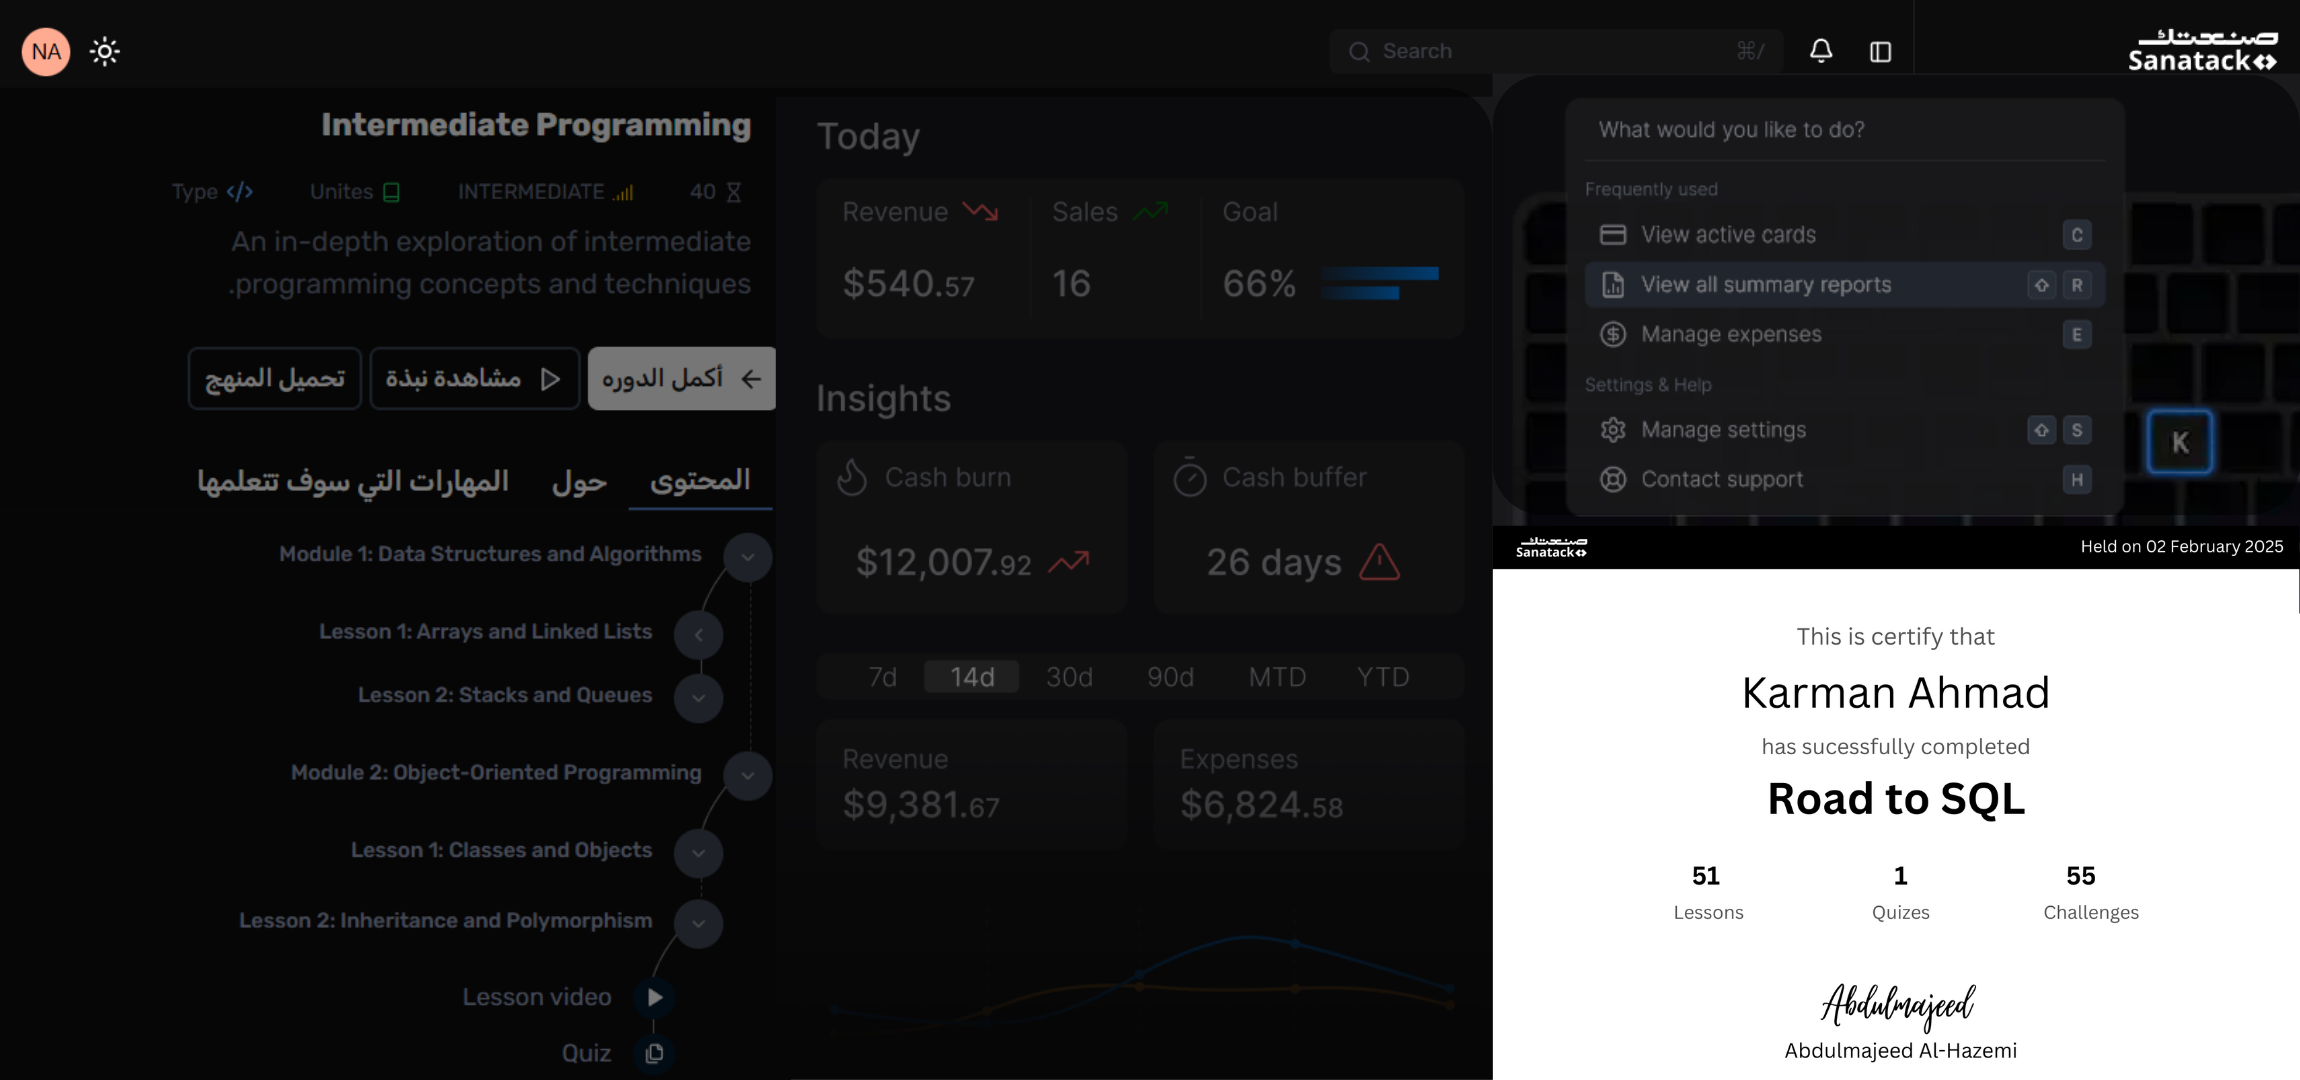 NA
Search
⌘/
صنعتك
Sanatack
Intermediate Programming
Type
Unites
INTERMEDIATE
40
An in-depth exploration of intermediate
.programming concepts and techniques
أكمل الدوره
مشاهدة نبذة
تحميل المنهج
المحتوى
حول
المهارات التي سوف تتعلمها
Module 1: Data Structures and Algorithms
Lesson 1: Arrays and Linked Lists
Lesson 2: Stacks and Queues
Module 2: Object-Oriented Programming
Lesson 1: Classes and Objects
Lesson 2: Inheritance and Polymorphism
Lesson video
Quiz
Today
Revenue
Sales
Goal
$540.57
16
66%
Insights
Cash burn
Cash buffer
$12,007.92
26 days
7d
14d
30d
90d
MTD
YTD
Revenue
Expenses
$9,381.67
$6,824.58
What would you like to do?
Frequently used
View active cards
C
View all summary reports
R
Manage expenses
E
Settings & Help
Manage settings
S
Contact support
H
K
صنعتك
Sanatack
Held on 02 February 2025
This is certify that
Karman Ahmad
has sucessfully completed
Road to SQL
51
1
55
Lessons
Quizes
Challenges
Abdulmajeed
Abdulmajeed Al-Hazemi